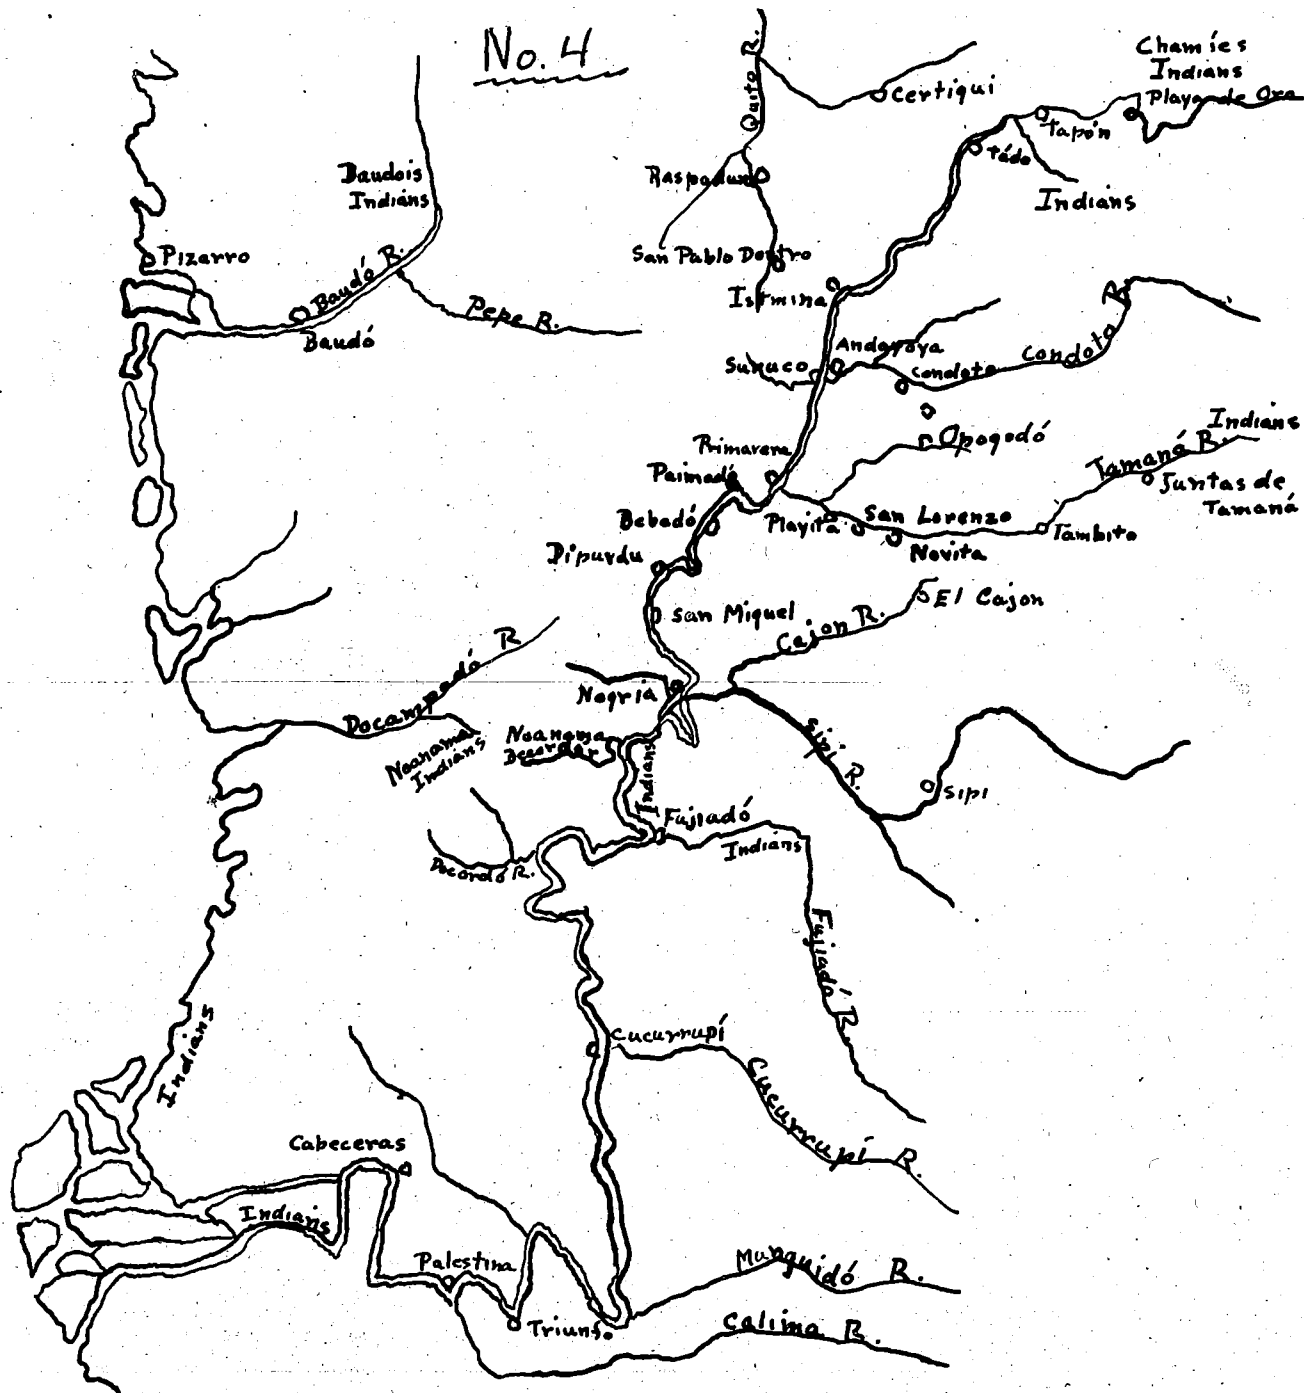 No. 4
Quito R.
Certiqui
Chamíes
Indians
Playa de Oro
Tapón
Tádo
Indians
Baudois
Indians
Raspadura
Pizarro
Baudó R.
Baudó
Pepe R.
San Pablo Dentro
Istmina
Andagoya
Suruco
Condoto
Condoto R.
Opogodó
Primavera
Paimadó
Bebadó
Playita
San Lorenzo
Novita
Tambito
Tamaná R.
Indians
Juntas de
Tamaná
Dipurdu
San Miquel
Cajon R.
El Cajon
Docampadó R
Noanama
Indians
Negria
Noanama
Indians
Sipi R.
Sipi
Fujiadó
Indians
Docordó R.
Fujiadó R.
Cucurrupí
Cucurrupí R.
Indians
Cabeceras
Indians
Palestina
Triunfo
Munguidó R.
Calima R.